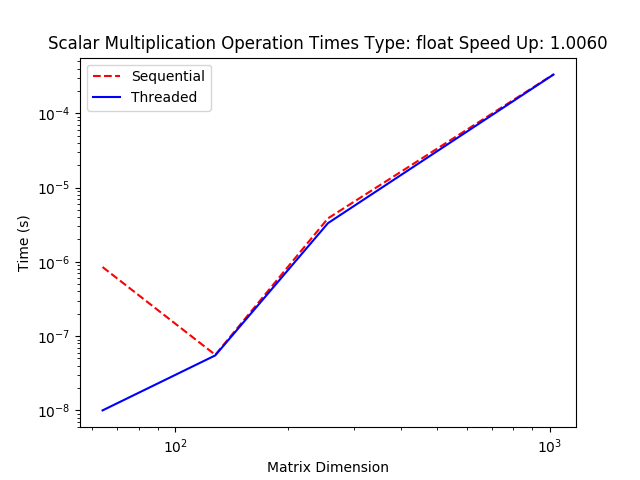 Scalar Multiplication Operation Times Type: float Speed Up: 1.0060
Sequential
Threaded
10⁻⁴
10⁻⁵
10⁻⁶
10⁻⁷
10⁻⁸
Time (s)
10² 10³
Matrix Dimension